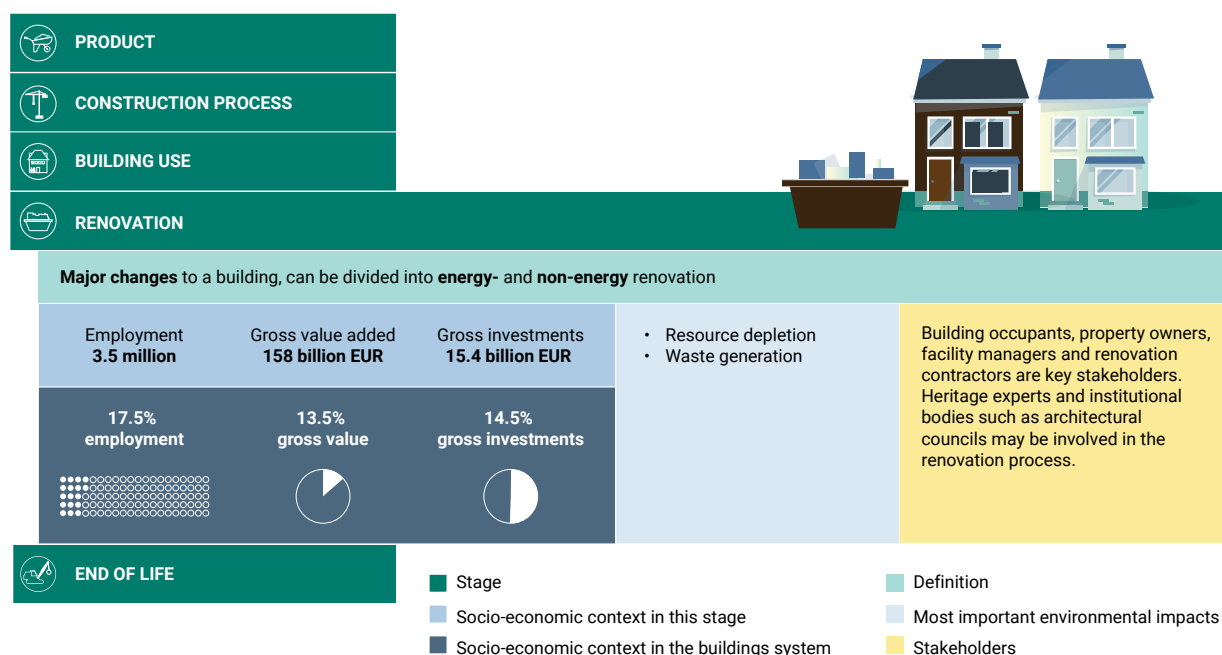 PRODUCT
CONSTRUCTION PROCESS
BUILDING USE
RENOVATION
Major changes to a building, can be divided into energy- and non-energy renovation
Employment
3.5 million
Gross value added
158 billion EUR
Gross investments
15.4 billion EUR
17.5%
employment
13.5%
gross value
14.5%
gross investments
• Resource depletion
• Waste generation
Building occupants, property owners,
facility managers and renovation
contractors are key stakeholders.
Heritage experts and institutional
bodies such as architectural
councils may be involved in the
renovation process.
END OF LIFE
Stage
Socio-economic context in this stage
Socio-economic context in the buildings system
Definition
Most important environmental impacts
Stakeholders